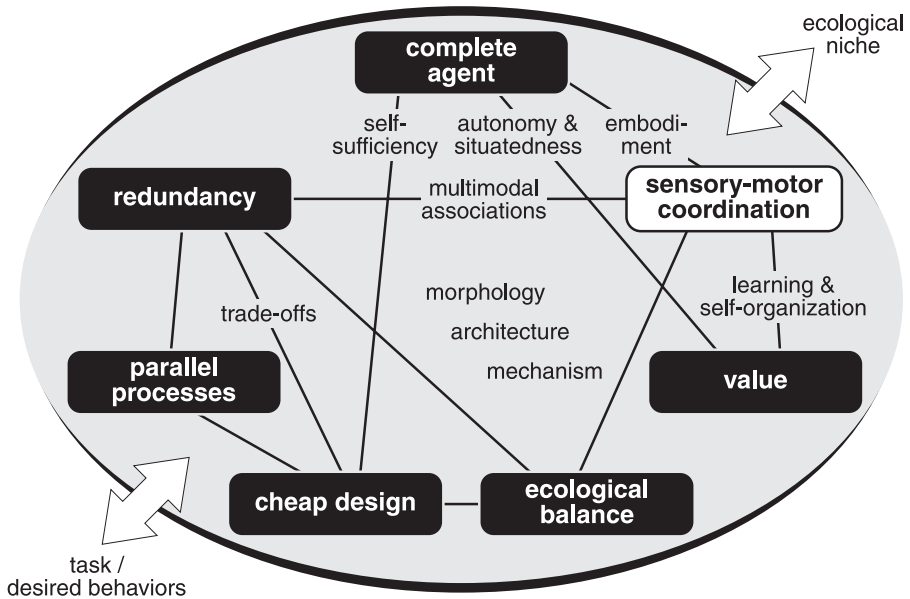 ecological
niche
complete
agent
self-
sufficiency
autonomy &
situatedness
embodi-
ment
redundancy
multimodal
associations
sensory-motor
coordination
morphology
learning &
self-organization
trade-offs
architecture
parallel
processes
mechanism
value
cheap design
ecological
balance
task /
desired behaviors